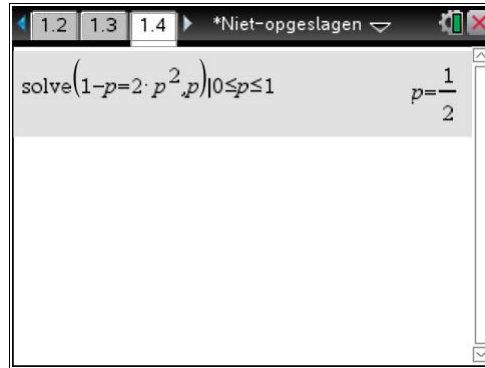 1.2 1.3 1.4 *Niet-opgeslagen
solve(1-p=2·p²,p)|0≤p≤1 p=1/2